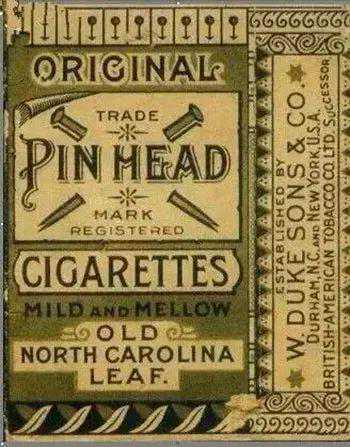 ORIGINAL
TRADE
PIN HEAD
MARK
REGISTERED
CIGARETTES
MILD AND MELLOW
OLD
NORTH CAROLINA
LEAF.
ESTABLISHED BY
W. DUKE SONS & CO.
DURHAM, N.C. AND NEW YORK, U.S.A.
BRITISH-AMERICAN TOBACCO CO. LTD. SUCCESSOR